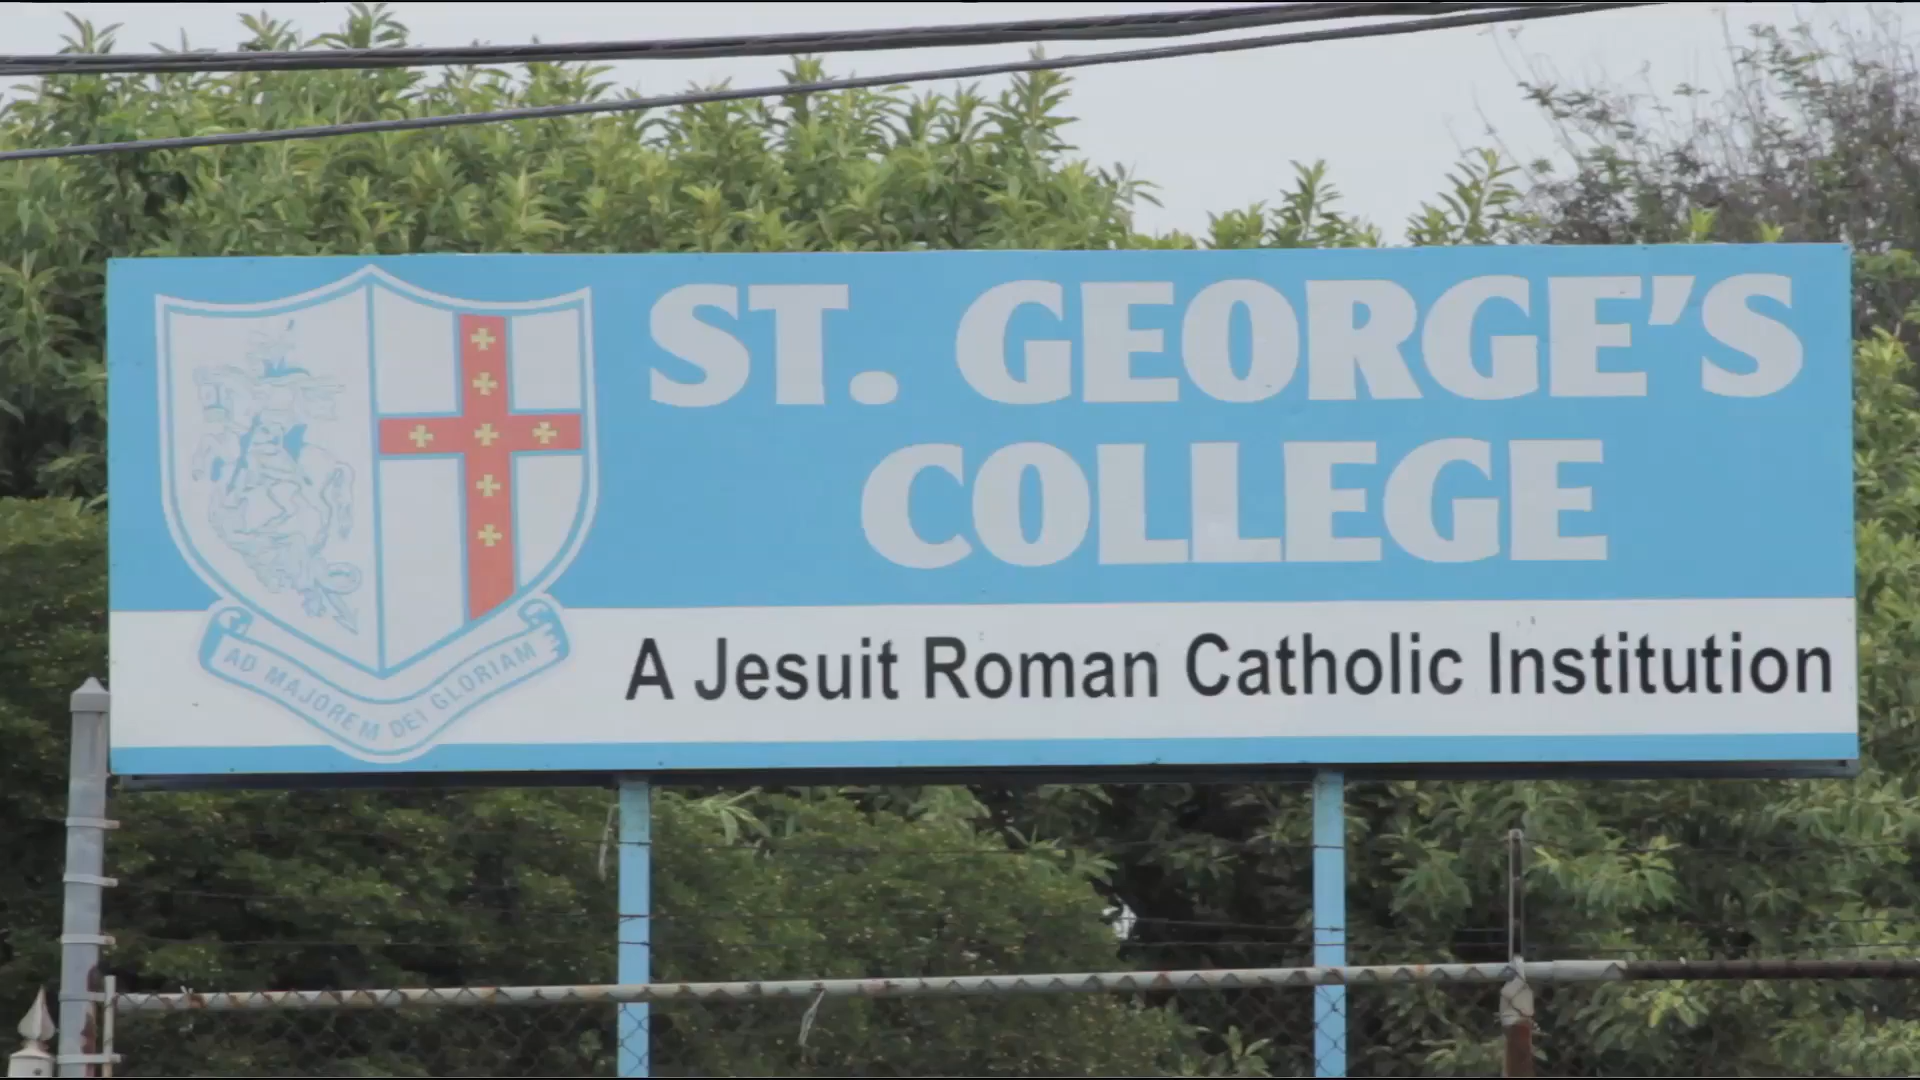 ST. GEORGE'S
COLLEGE
A Jesuit Roman Catholic Institution
AD MAJOREM DEI GLORIAM